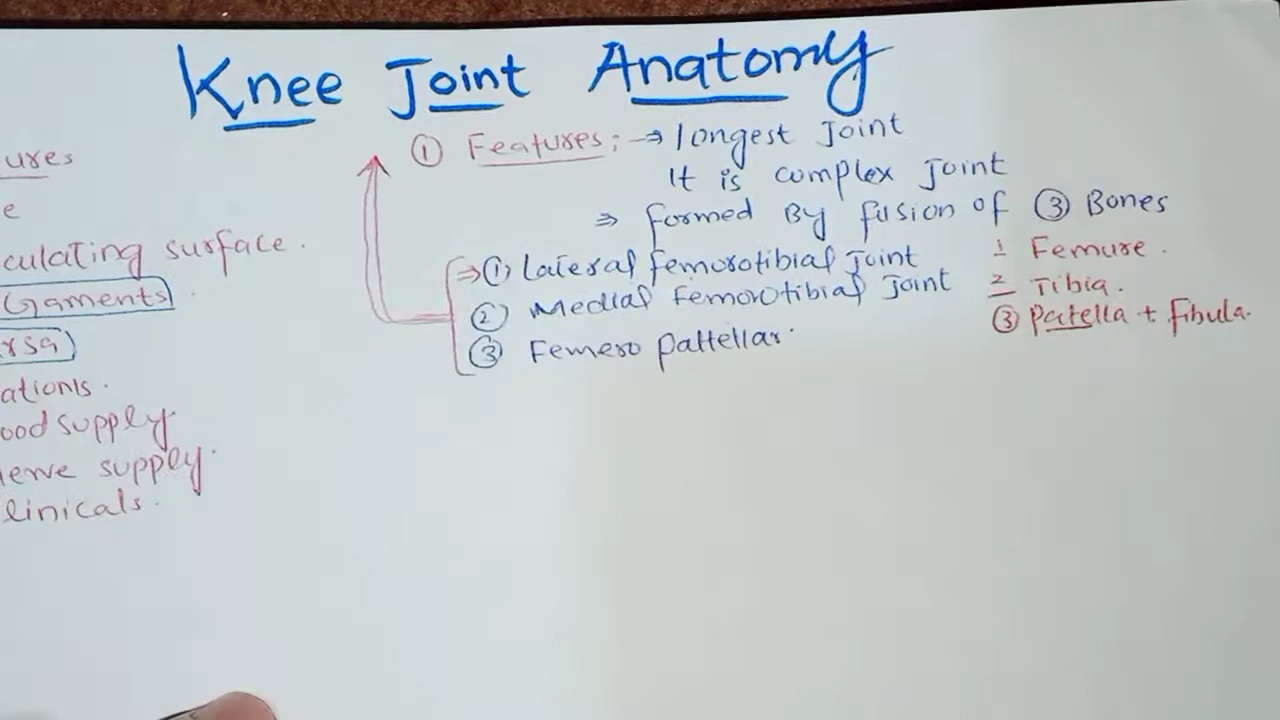 Knee Joint Anatomy
ures
e
culating surface.
Gaments
rsa
ations.
ood supply
erve supply.
linicals.
① Features: → longest Joint
It is complex Joint
⇒ formed By fusion of ③ Bones
1 Femure.
2 Tibia.
③ Patella + fibula.
⇒ ① Lateral femorotibial Joint
② Medial Femorotibial Joint
③ Femero pattellar.